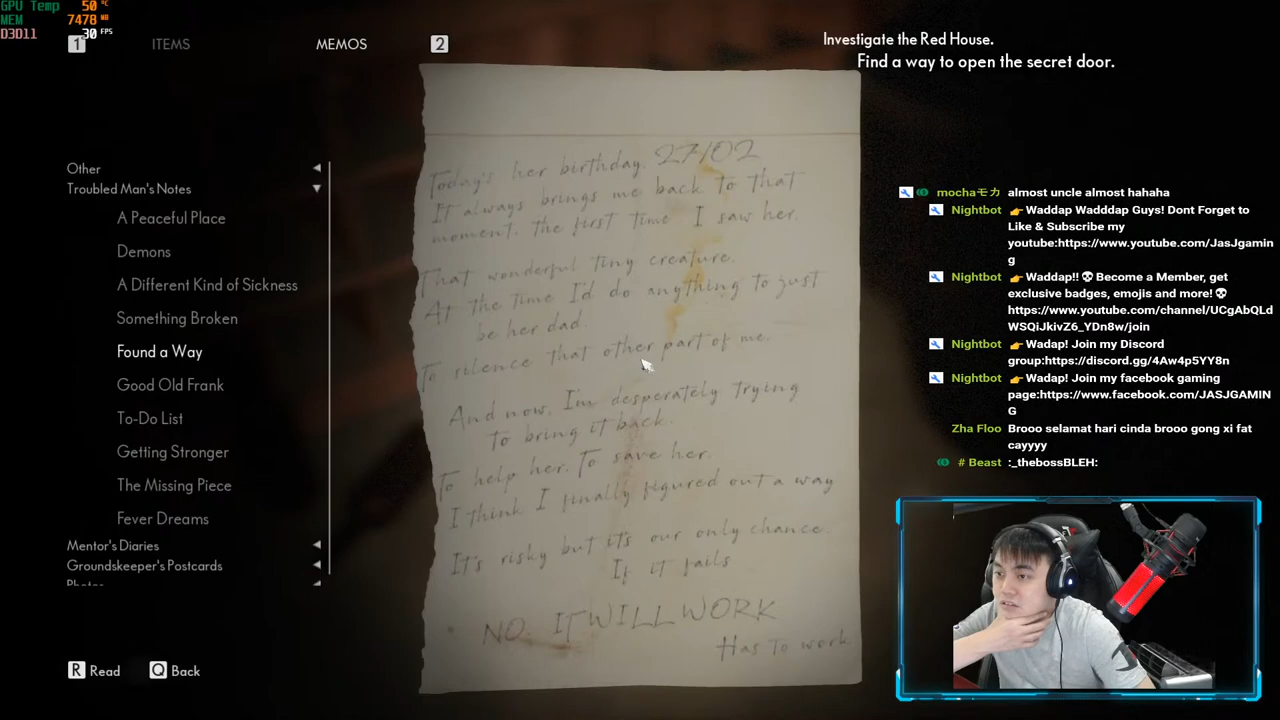 GPU Temp 50 °C
MEM 7478 MB
D3D11 30 FPS
1 ITEMS MEMOS 2
Investigate the Red House.
Find a way to open the secret door.
Other
Troubled Man's Notes
A Peaceful Place
Demons
A Different Kind of Sickness
Something Broken
Found a Way
Good Old Frank
To-Do List
Getting Stronger
The Missing Piece
Fever Dreams
Mentor's Diaries
Groundskeeper's Postcards
Photos
R Read Q Back
Today's her birthday. 27/02
It always brings me back to that
moment. the first time I saw her.
That wonderful tiny creature.
At the time I'd do anything to just
be her dad.
To silence that other part of me.
And now, I'm desperately trying
to bring it back.
To help her. To save her.
I think I finally figured out a way
It's risky but it's our only chance.
If it fails
NO. IT WILL WORK
Has to work
mochaモカ almost uncle almost hahaha
Nightbot 👉 Waddap Wadddap Guys! Dont Forget to
Like & Subscribe my
youtube:https://www.youtube.com/JasJgamin
g
Nightbot 👉 Waddap!! 💀 Become a Member, get
exclusive badges, emojis and more! 💀
https://www.youtube.com/channel/UCgAbQLd
WSQiJkivZ6_YDn8w/join
Nightbot 👉 Wadap! Join my Discord
group:https://discord.gg/4Aw4p5YY8n
Nightbot 👉 Wadap! Join my facebook gaming
page:https://www.facebook.com/JASJGAMIN
G
Zha Floo Brooo selamat hari cinda brooo gong xi fat
cayyyy
# Beast :_thebossBLEH: